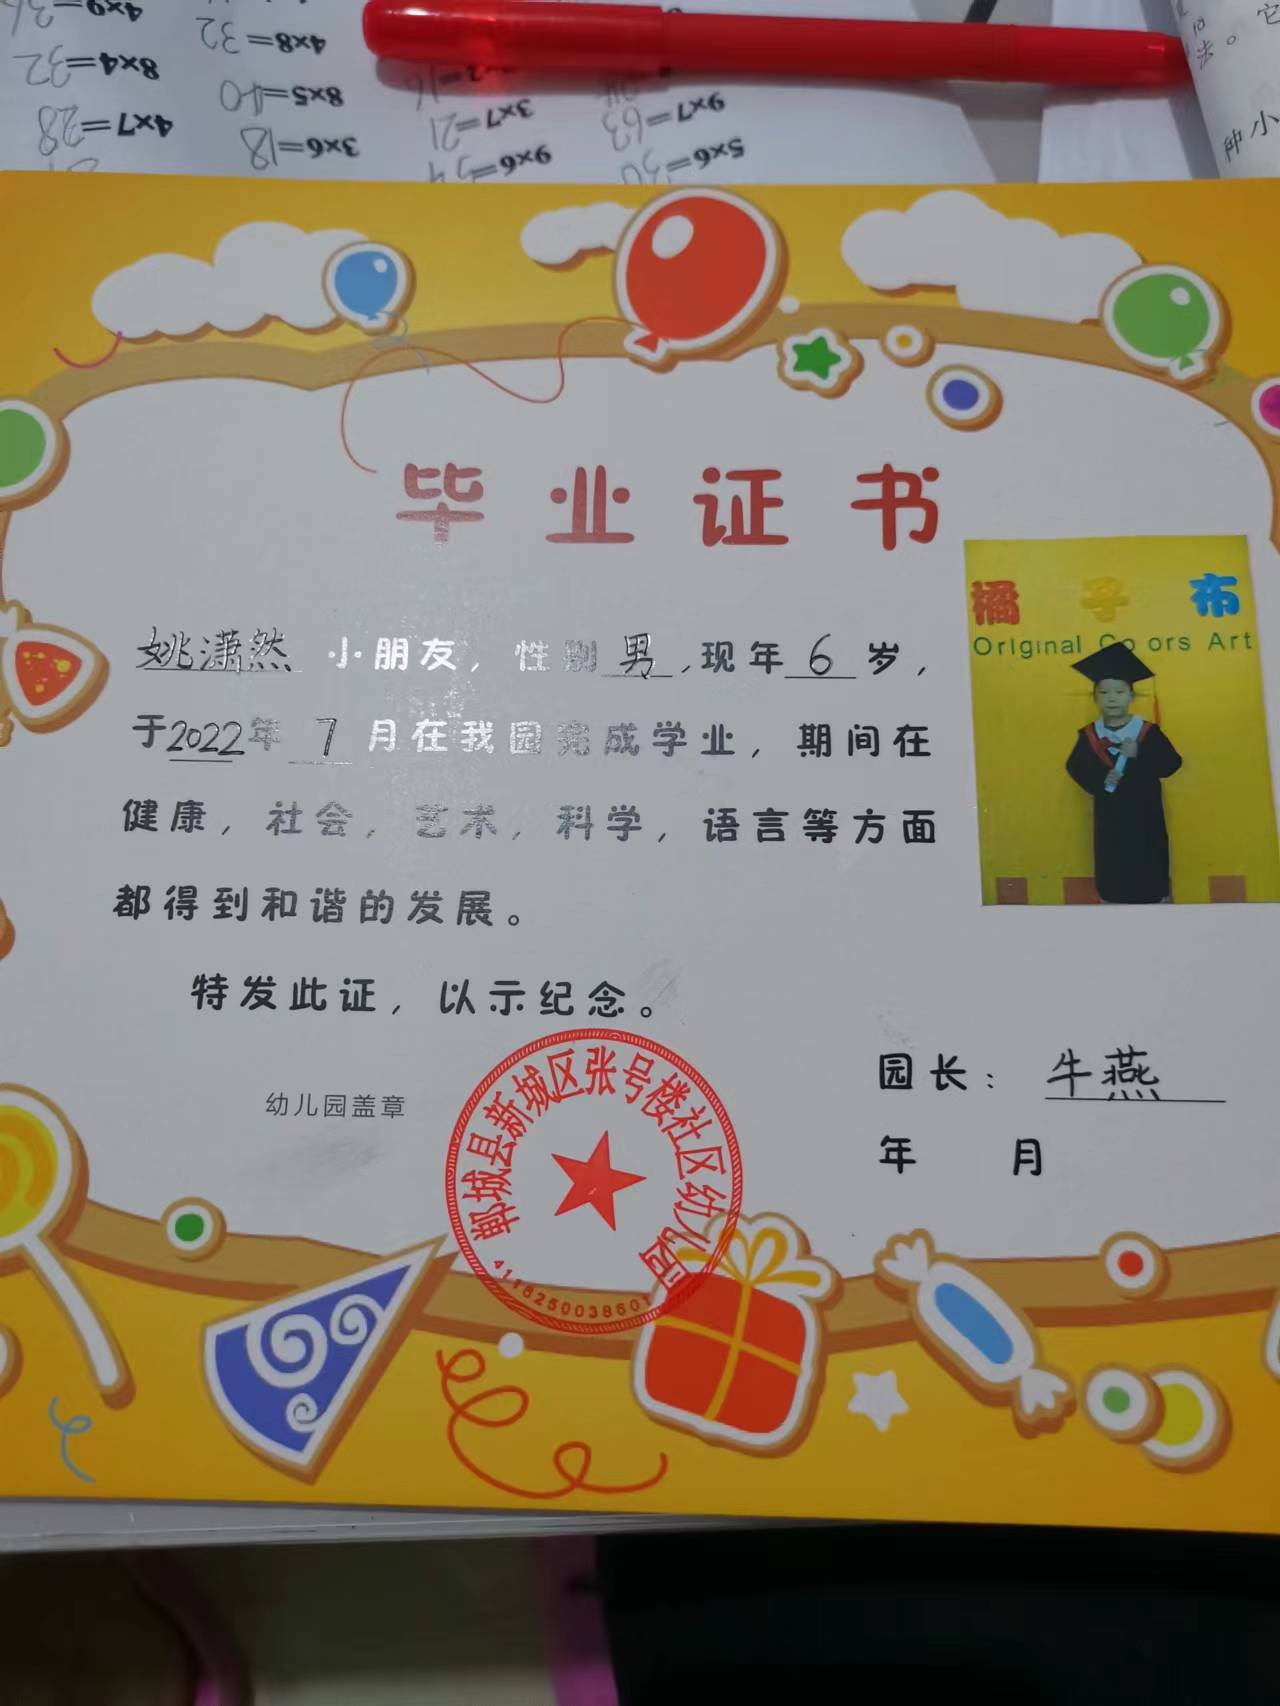 4×9=36
8×4=32
4×7=28
4×8=32
8×5=40
3×6=18
3×7=21
9×6=54
9×7=63
5×6=30
法。它
种小
毕业证书
橘子布
Original Co ors Art
姚潇然 小朋友，性别 男，现年 6 岁，
于2022年 7 月在我园完成学业，期间在
健康，社会，艺术，科学，语言等方面
都得到和谐的发展。
特发此证，以示纪念。
园长：牛燕
幼儿园盖章
年 月
郸城县新城区张号楼社区幼儿园
4116250038601